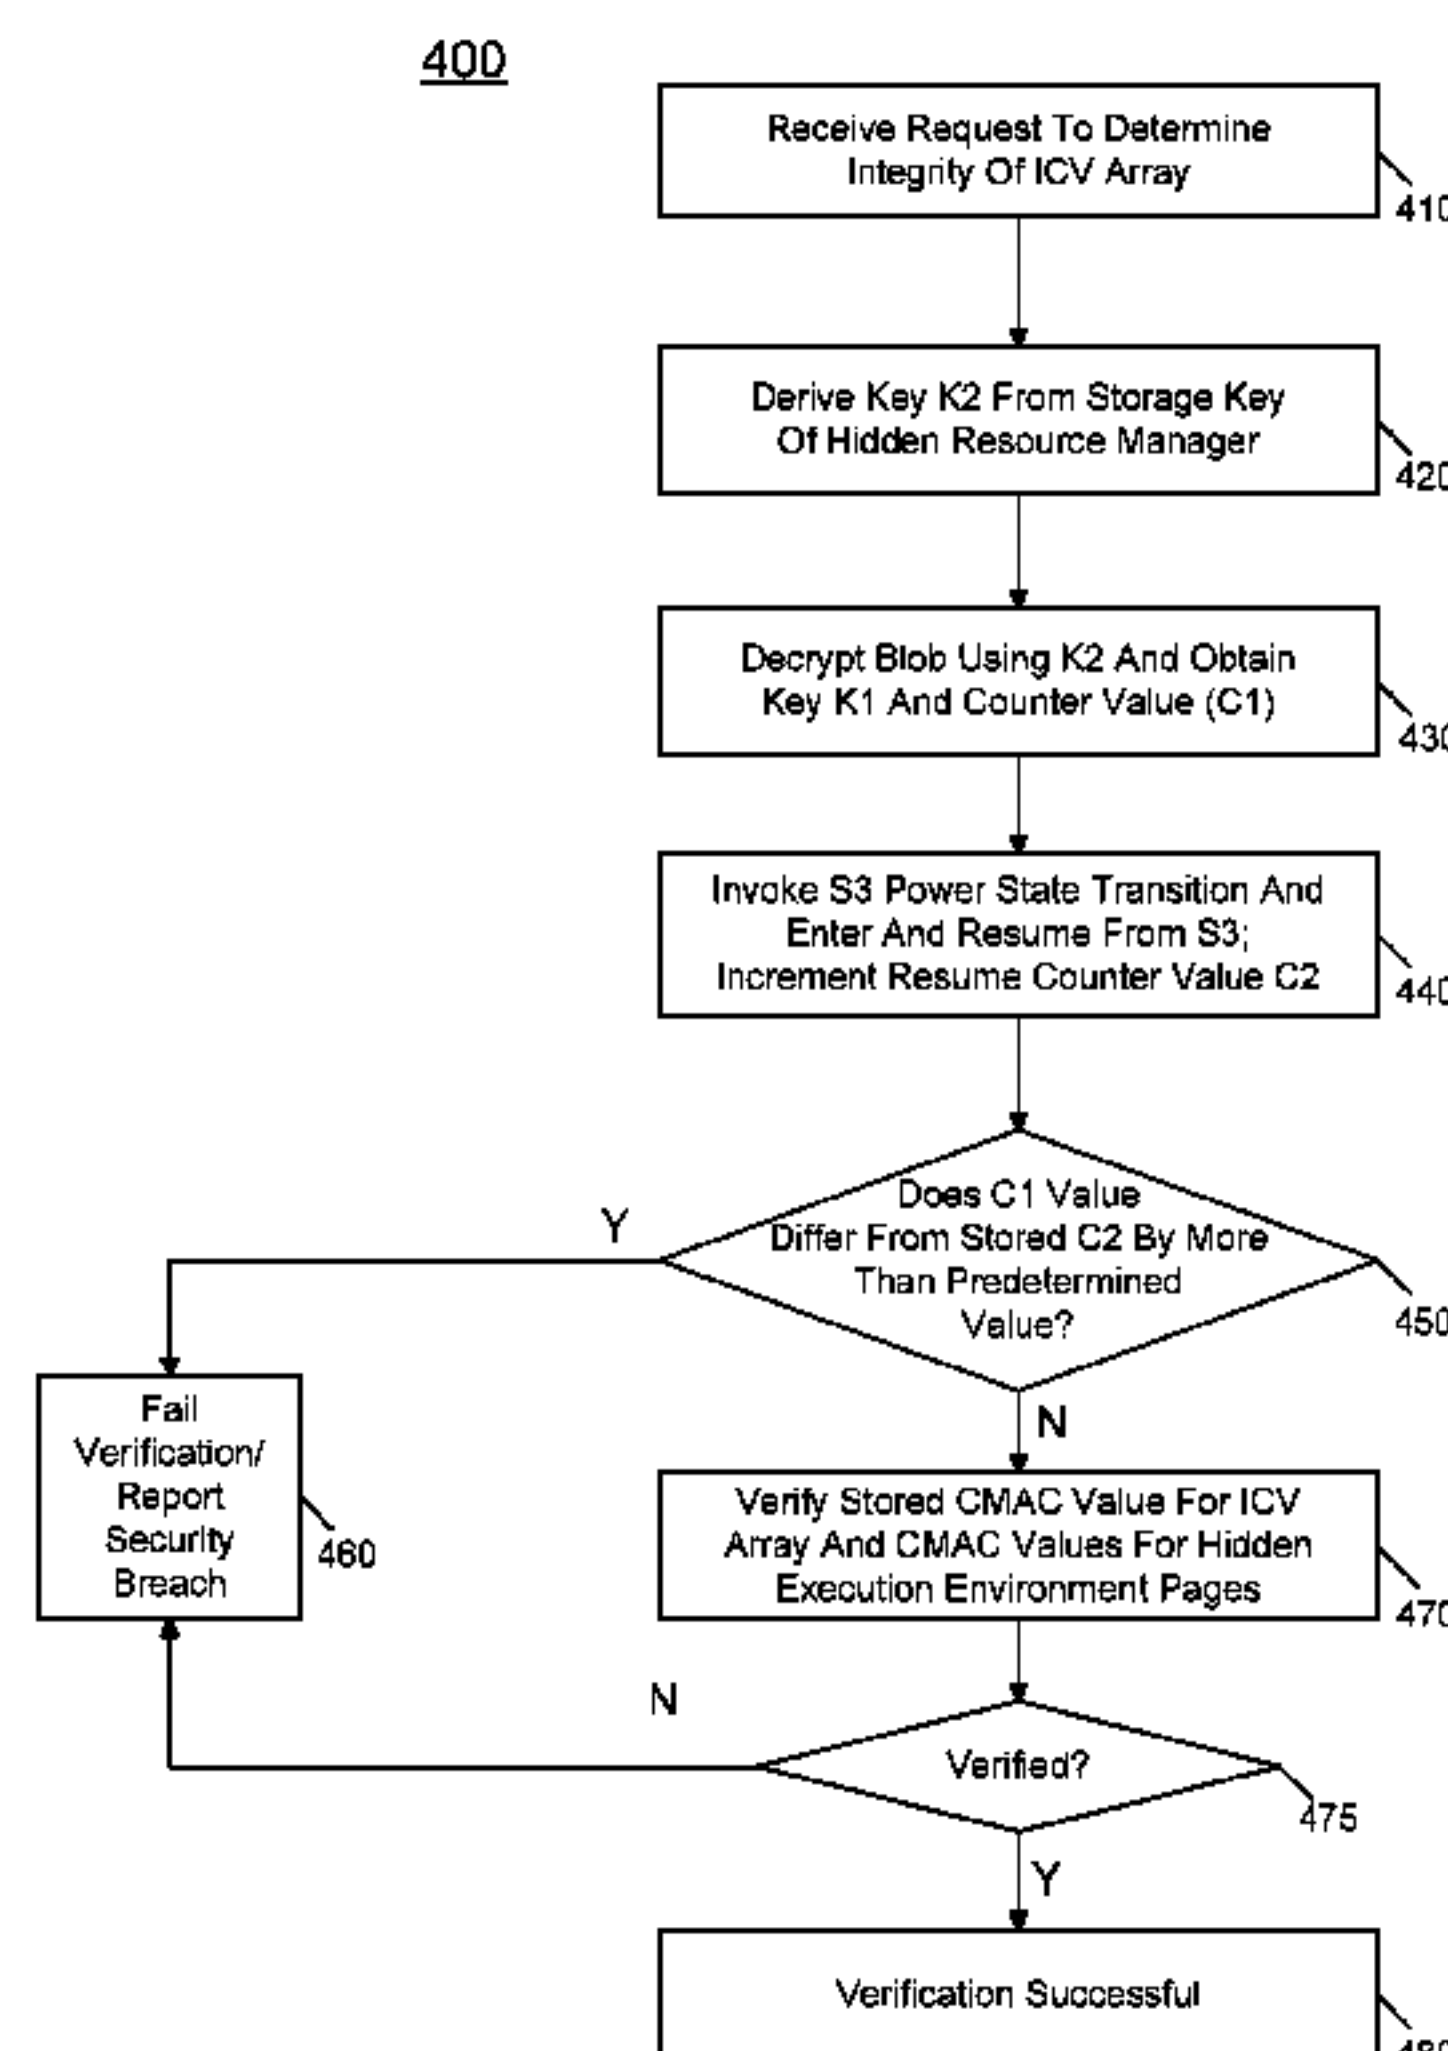 400
Receive Request To Determine
Integrity Of ICV Array
410
Derive Key K2 From Storage Key
Of Hidden Resource Manager
420
Decrypt Blob Using K2 And Obtain
Key K1 And Counter Value (C1)
430
Invoke S3 Power State Transition And
Enter And Resume From S3;
Increment Resume Counter Value C2
440
Does C1 Value
Differ From Stored C2 By More
Than Predetermined
Value?
Y
450
N
Fail
Verification/
Report
Security
Breach
460
Verify Stored CMAC Value For ICV
Array And CMAC Values For Hidden
Execution Environment Pages
470
N
Verified?
475
Y
Verification Successful